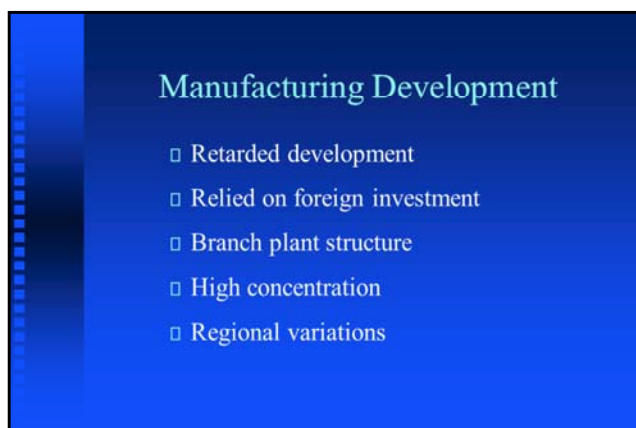 Manufacturing Development
Retarded development
Relied on foreign investment
Branch plant structure
High concentration
Regional variations